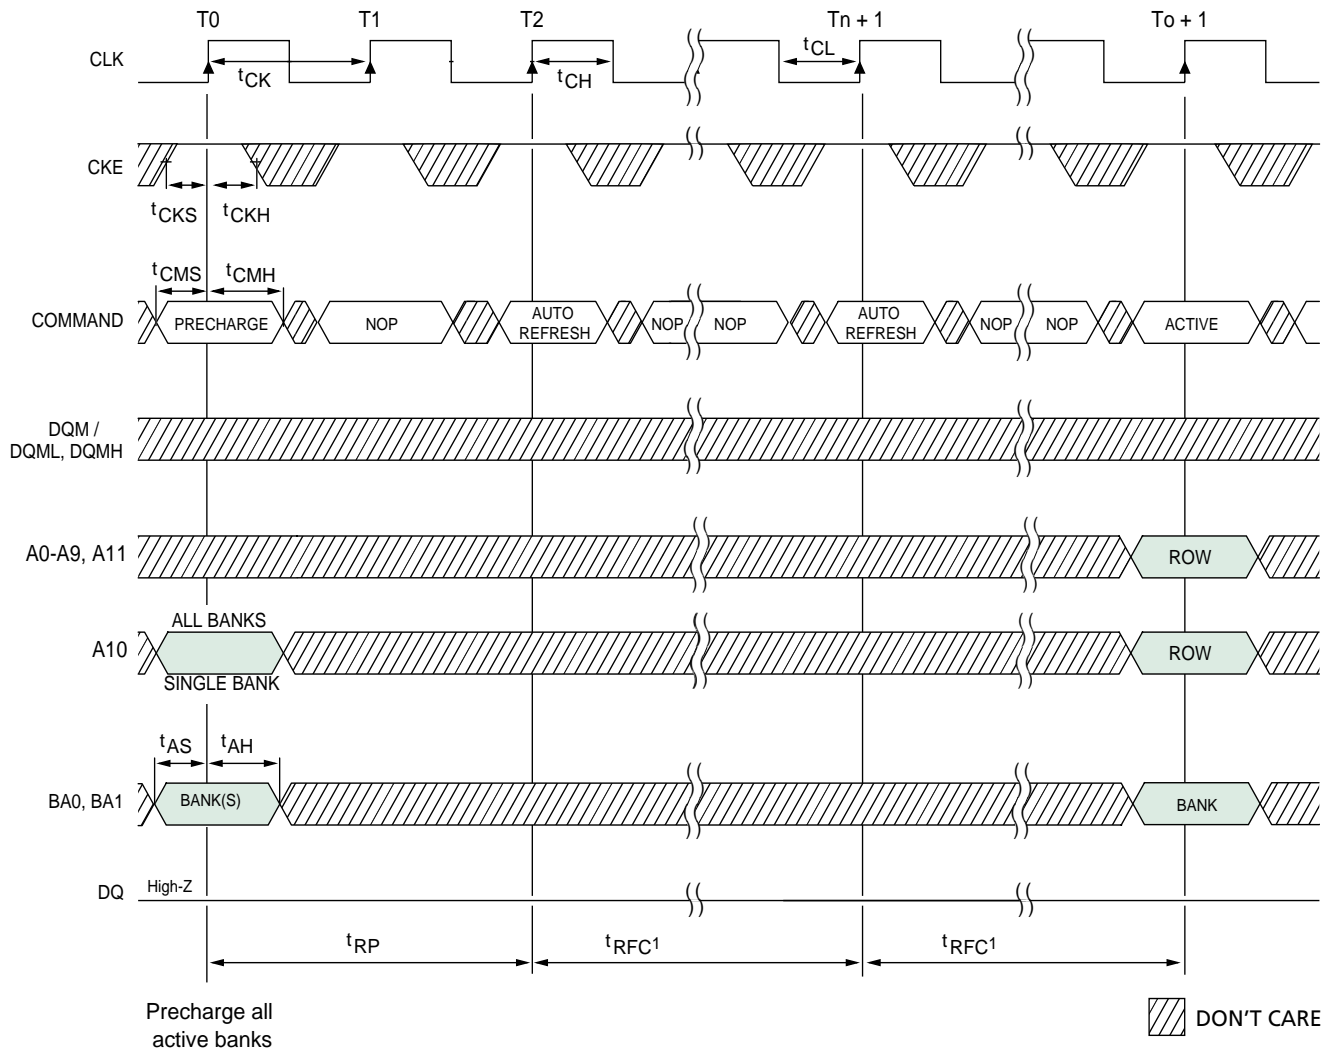 T0 T1 T2 Tn + 1 To + 1
CLK
tCK tCH tCL
CKE
tCKS tCKH
tCMS tCMH
COMMAND PRECHARGE NOP AUTO REFRESH NOP NOP AUTO REFRESH NOP NOP ACTIVE
DQM /
DQML, DQMH
A0-A9, A11 ROW
ALL BANKS
A10 ROW
SINGLE BANK
tAS tAH
BA0, BA1 BANK(S) BANK
DQ High-Z
tRP tRFC1 tRFC1
Precharge all
active banks
DON'T CARE